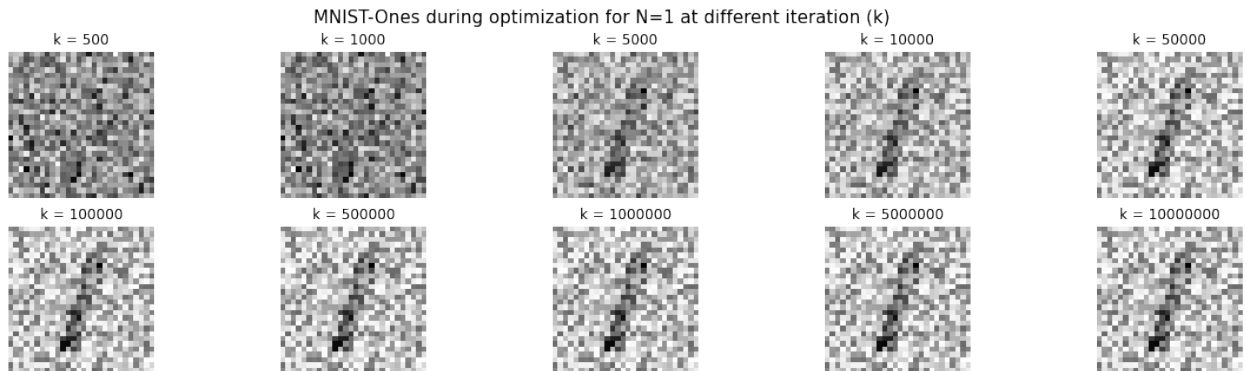 MNIST-Ones during optimization for N=1 at different iteration (k)
k = 500
k = 1000
k = 5000
k = 10000
k = 50000
k = 100000
k = 500000
k = 1000000
k = 5000000
k = 10000000